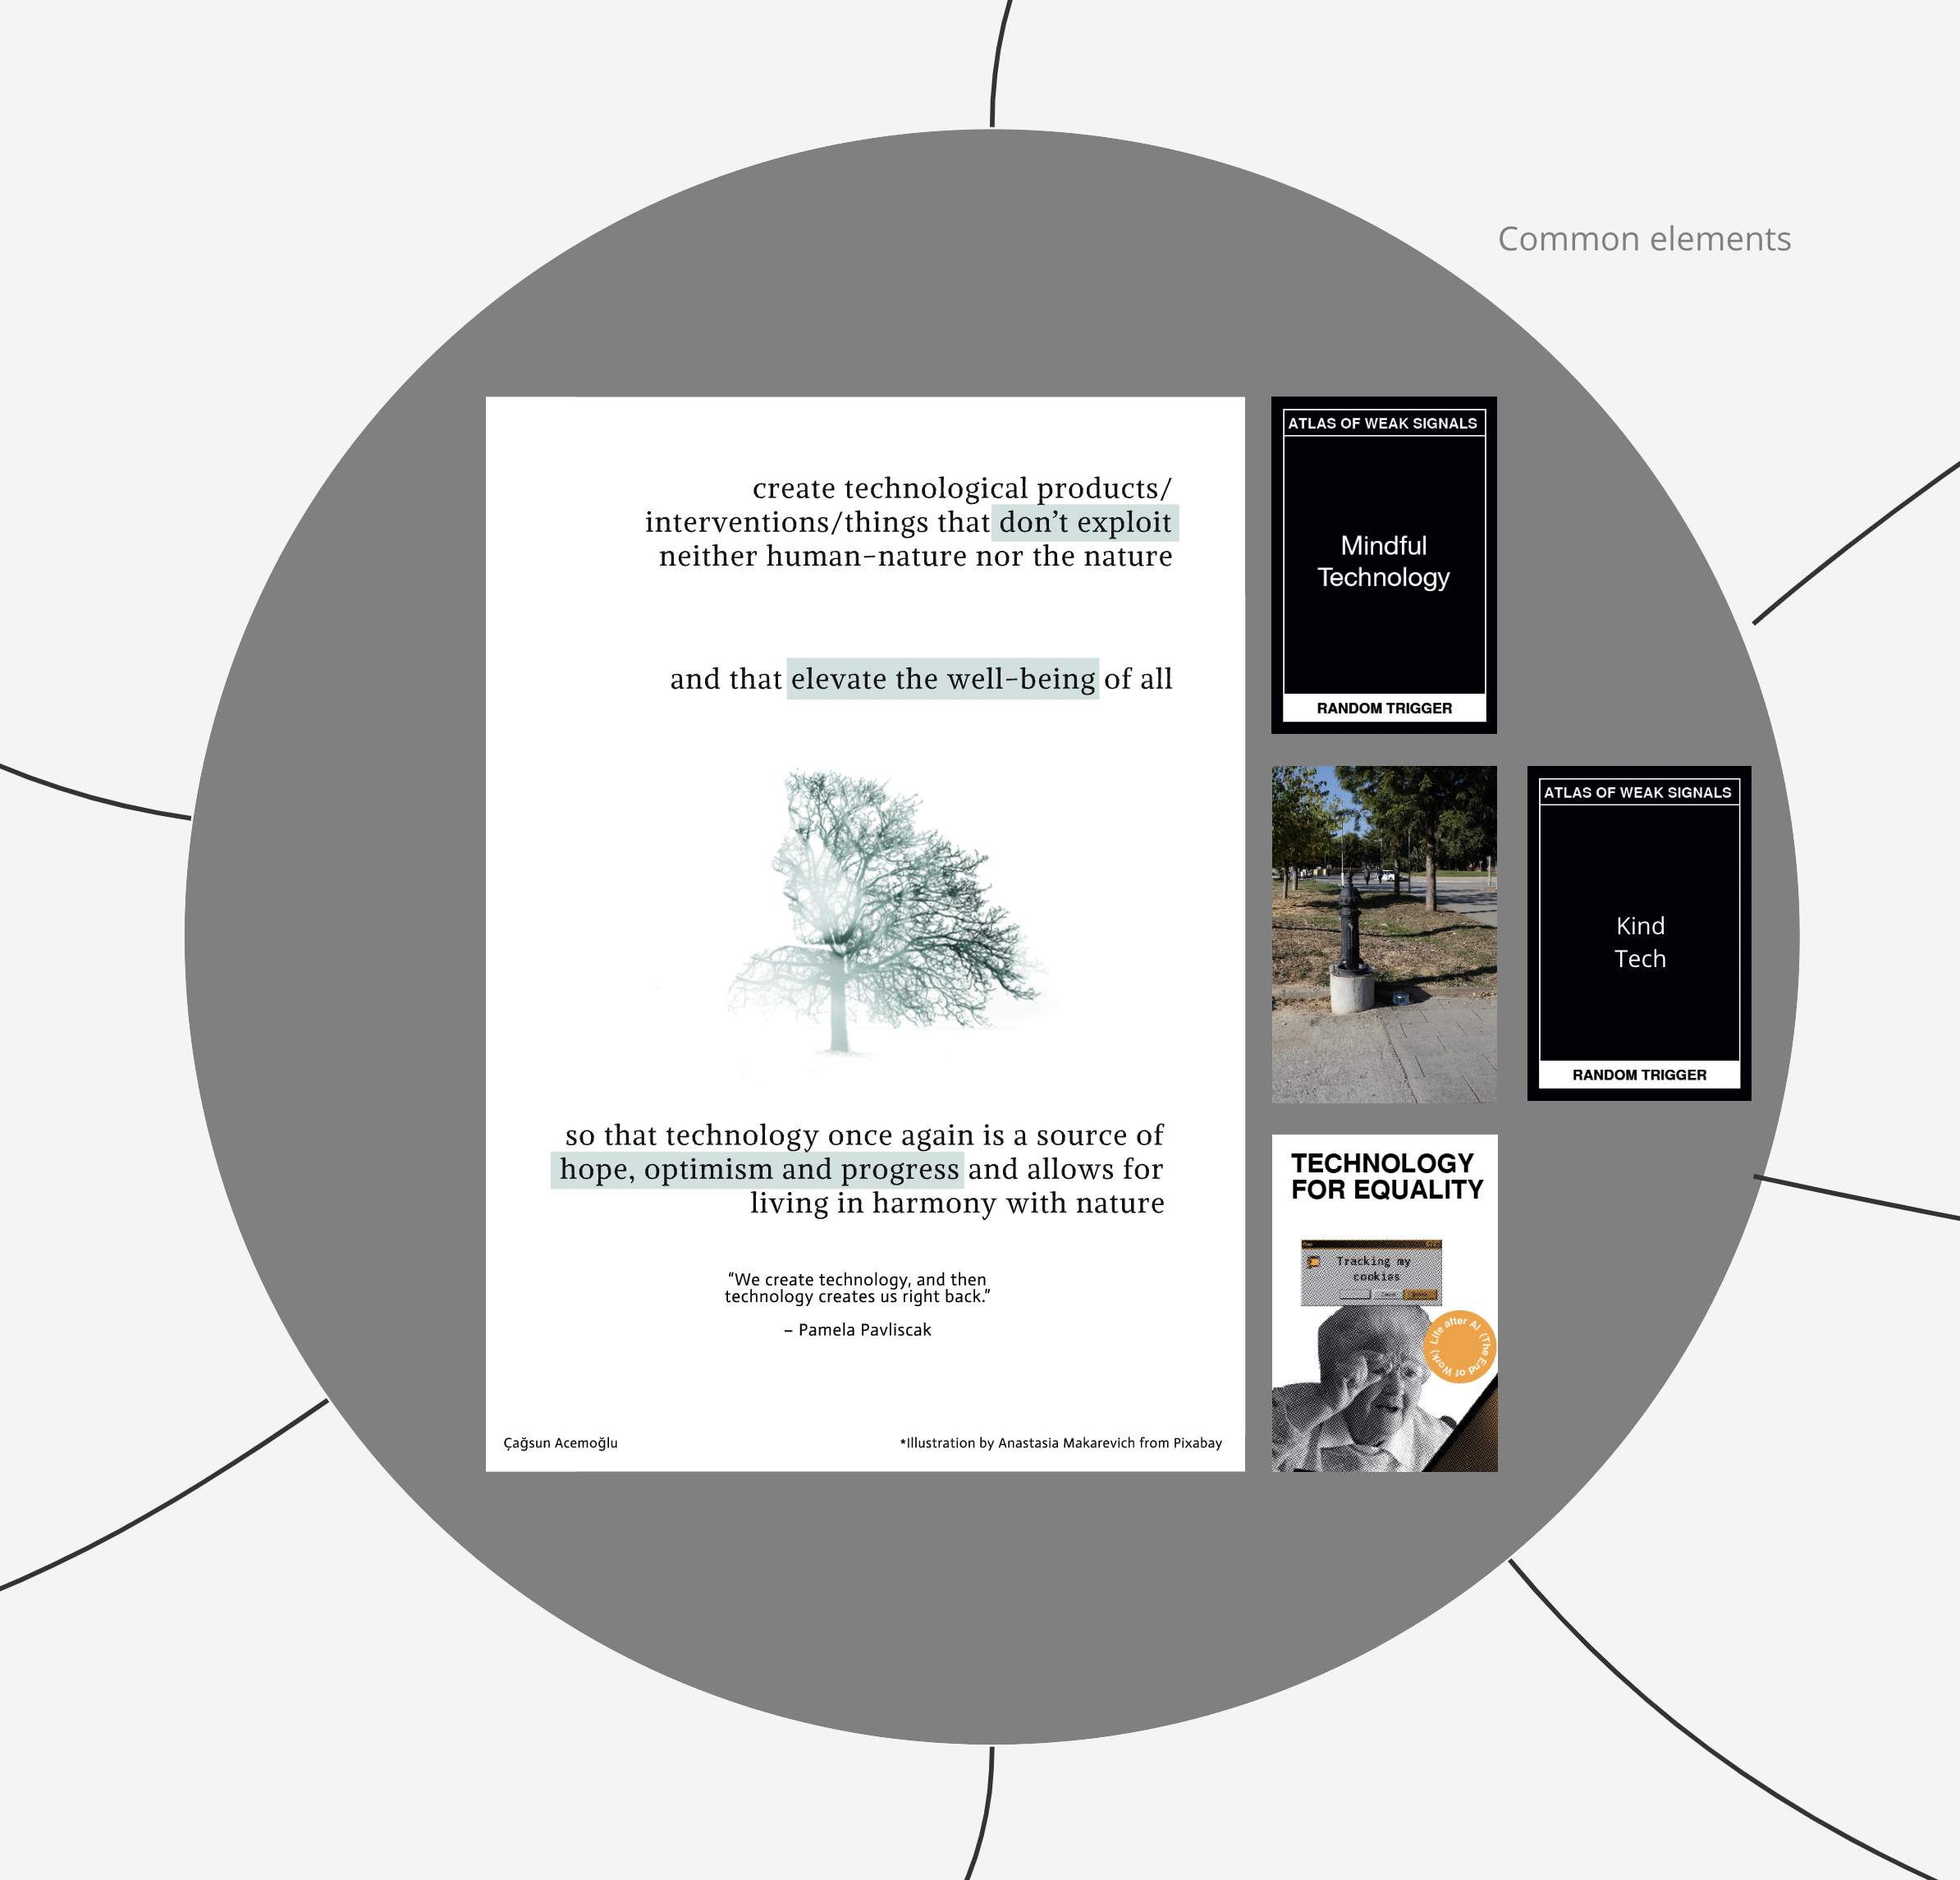 Common elements
create technological products/
interventions/things that don’t exploit
neither human-nature nor the nature
and that elevate the well-being of all
so that technology once again is a source of
hope, optimism and progress and allows for
living in harmony with nature
“We create technology, and then
technology creates us right back.”
– Pamela Pavliscak
Çağsun Acemoğlu
*Illustration by Anastasia Makarevich from Pixabay
ATLAS OF WEAK SIGNALS
Mindful
Technology
RANDOM TRIGGER
ATLAS OF WEAK SIGNALS
Kind
Tech
RANDOM TRIGGER
TECHNOLOGY
FOR EQUALITY
Tracking my
cookies
Cancel
Life after AI (The End of Work)